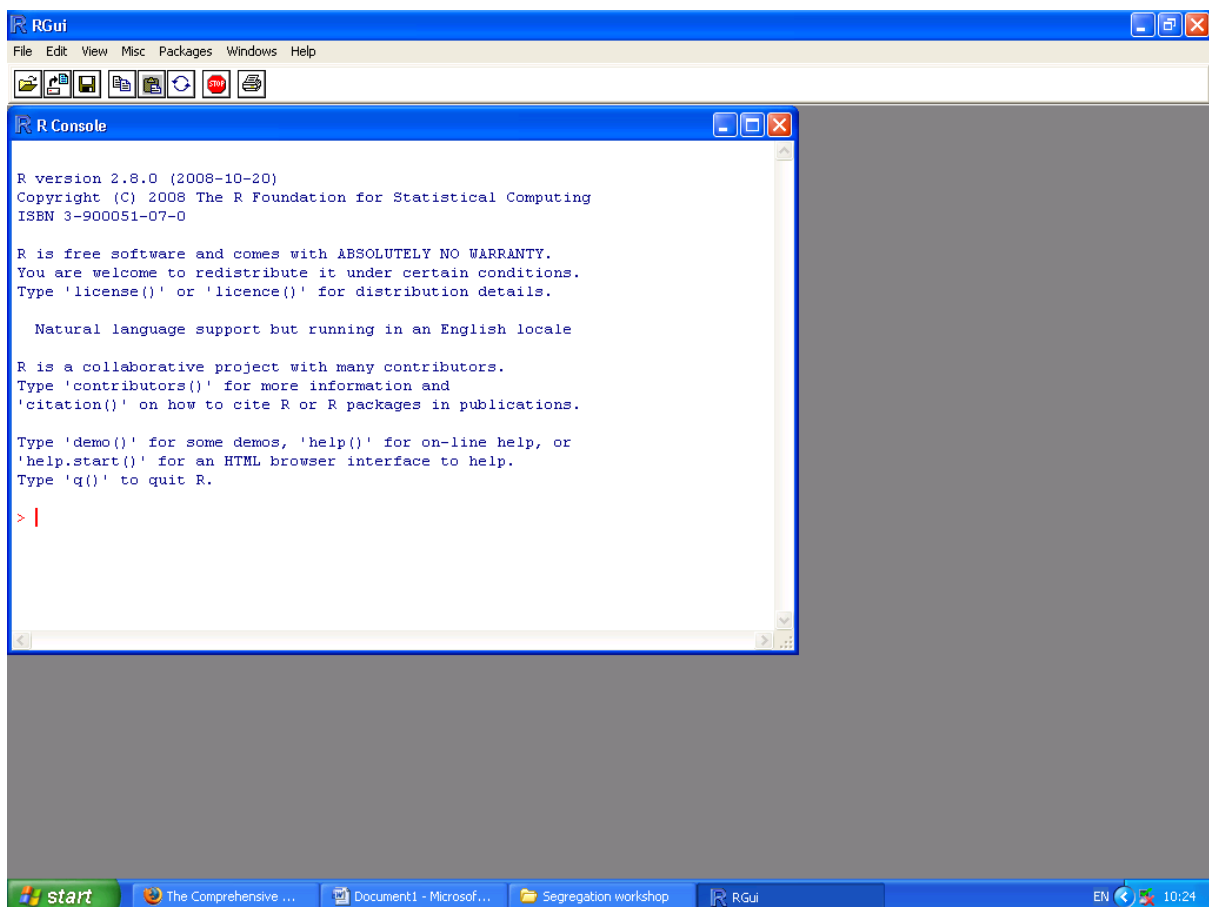 RGui
File Edit View Misc Packages Windows Help
STOP
R Console
R version 2.8.0 (2008-10-20)
Copyright (C) 2008 The R Foundation for Statistical Computing
ISBN 3-900051-07-0
R is free software and comes with ABSOLUTELY NO WARRANTY.
You are welcome to redistribute it under certain conditions.
Type 'license()' or 'licence()' for distribution details.
Natural language support but running in an English locale
R is a collaborative project with many contributors.
Type 'contributors()' for more information and
'citation()' on how to cite R or R packages in publications.
Type 'demo()' for some demos, 'help()' for on-line help, or
'help.start()' for an HTML browser interface to help.
Type 'q()' to quit R.
>
start The Comprehensive ... Document1 - Microsof... Segregation workshop RGui EN 10:24